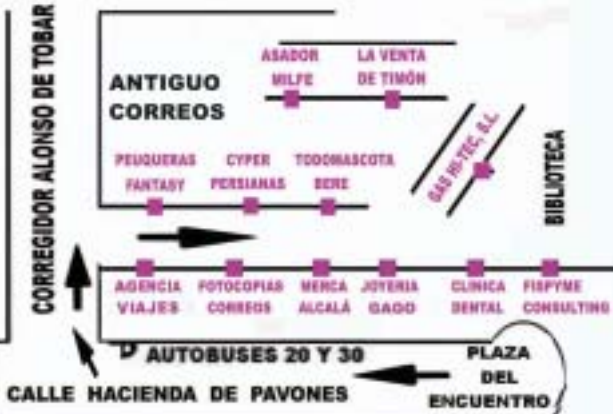 CORREGIDOR ALONSO DE TOBAR
ANTIGUO
CORREOS
ASADOR
MILFE
LA VENTA
DE TIMÓN
GAS HI-TEC, S.L.
BIBLIOTECA
PEUQUERAS
FANTASY
CYPER
PERSIANAS
TODOMASCOTA
BERE
AGENCIA
VIAJES
FOTOCOPIAS
CORREOS
MERCA
ALCALÁ
JOYERIA
GAGO
CLINICA
DENTAL
FISPYME
CONSULTING
P AUTOBUSES 20 Y 30
PLAZA
DEL
ENCUENTRO
CALLE HACIENDA DE PAVONES